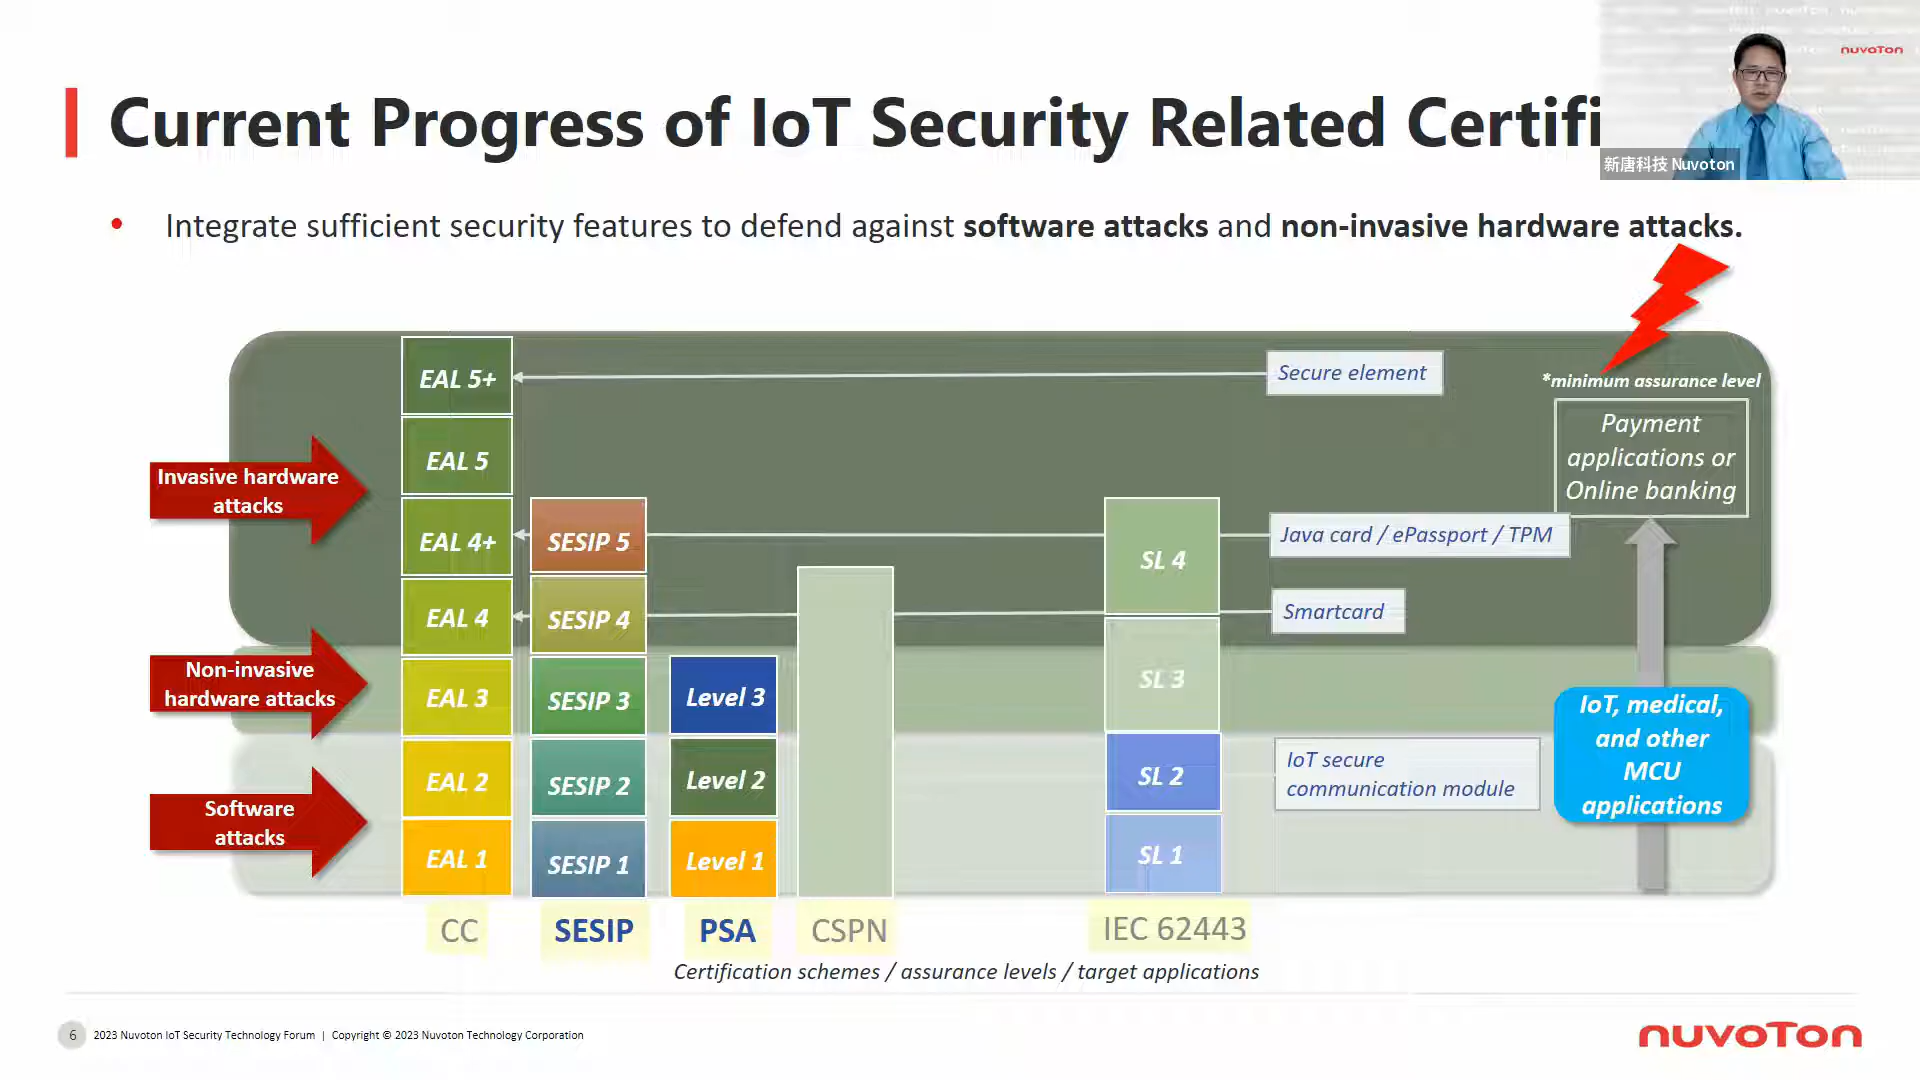 nuvoTon
Current Progress of IoT Security Related Certifi
新唐科技 Nuvoton
• Integrate sufficient security features to defend against software attacks and non-invasive hardware attacks.
EAL 5+
Secure element
*minimum assurance level
Payment
applications or
Online banking
EAL 5
Invasive hardware
attacks
EAL 4+
SESIP 5
SL 4
Java card / ePassport / TPM
EAL 4
SESIP 4
Smartcard
Non-invasive
hardware attacks
EAL 3
SESIP 3
Level 3
SL 3
IoT, medical,
and other
MCU
applications
EAL 2
SESIP 2
Level 2
SL 2
IoT secure
communication module
Software
attacks
EAL 1
SESIP 1
Level 1
SL 1
CC
SESIP
PSA
CSPN
IEC 62443
Certification schemes / assurance levels / target applications
6
2023 Nuvoton IoT Security Technology Forum | Copyright © 2023 Nuvoton Technology Corporation
nuvoTon